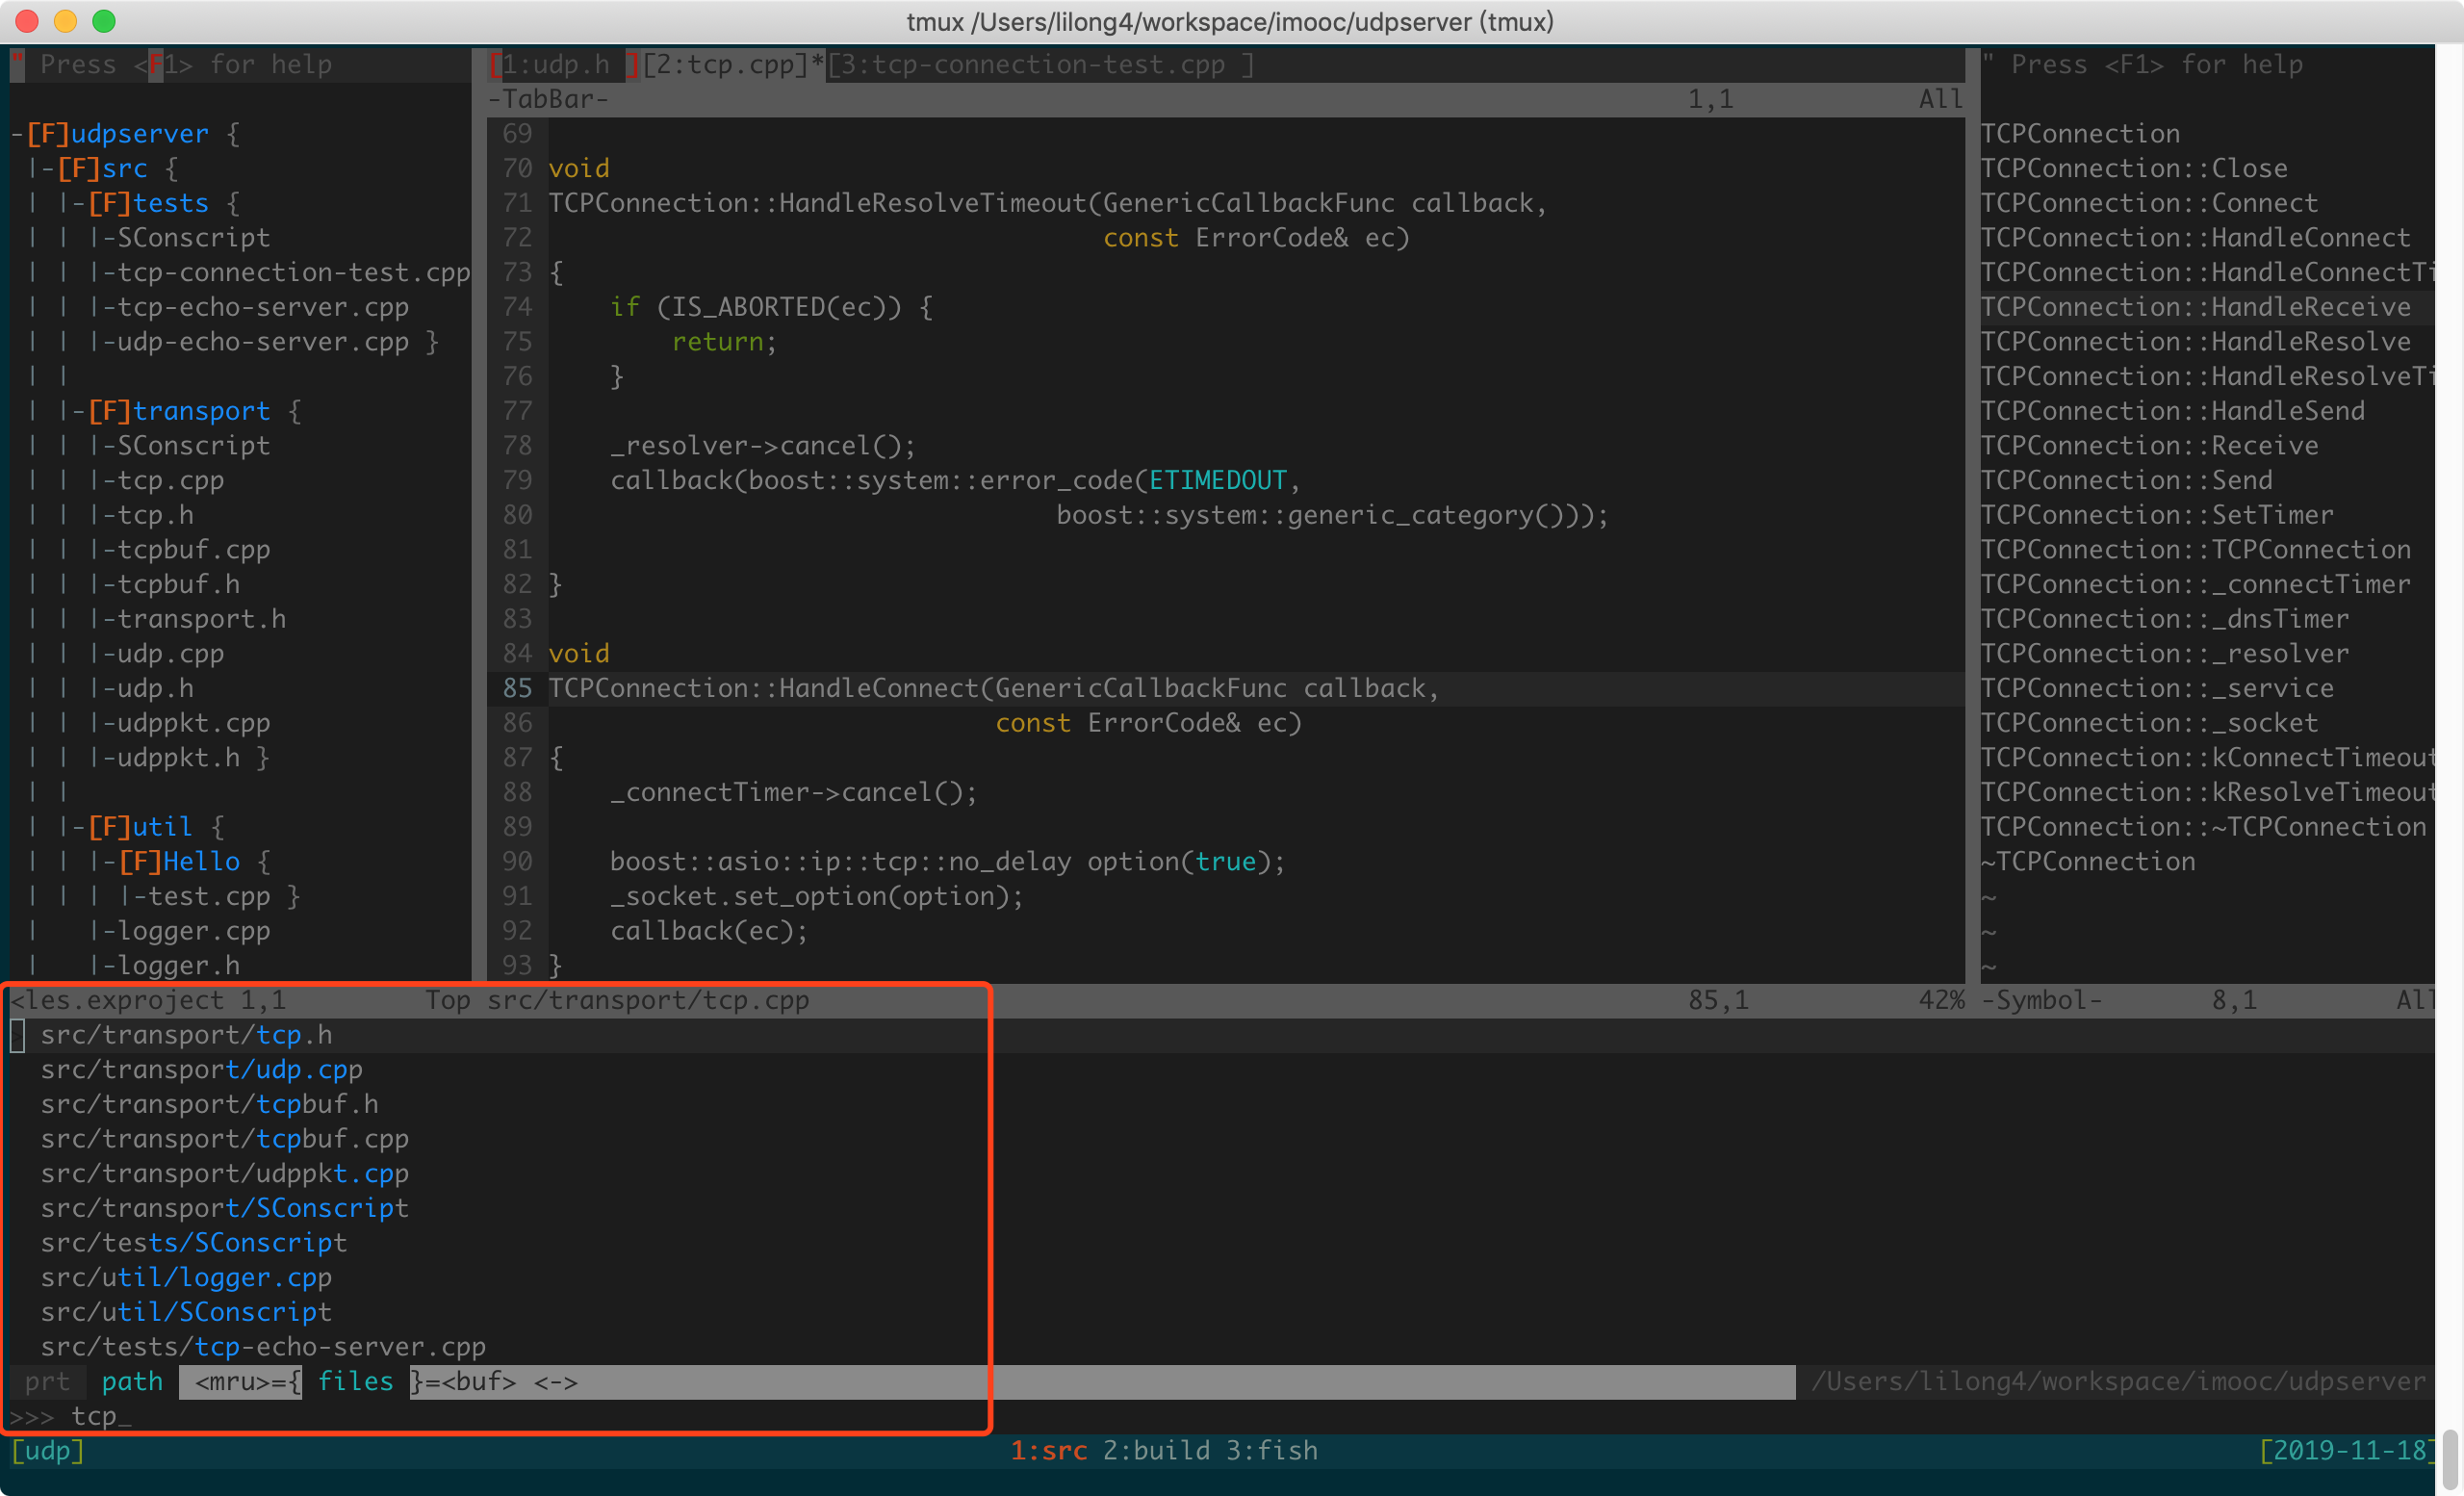 tmux /Users/lilong4/workspace/imooc/udpserver (tmux)
" Press <F1> for help
-[F]udpserver {
 |-[F]src {
 | |-[F]tests {
 | | |-SConscript
 | | |-tcp-connection-test.cpp
 | | |-tcp-echo-server.cpp
 | | |-udp-echo-server.cpp }
 | |
 | |-[F]transport {
 | | |-SConscript
 | | |-tcp.cpp
 | | |-tcp.h
 | | |-tcpbuf.cpp
 | | |-tcpbuf.h
 | | |-transport.h
 | | |-udp.cpp
 | | |-udp.h
 | | |-udppkt.cpp
 | | |-udppkt.h }
 | |
 | |-[F]util {
 | | |-[F]Hello {
 | | | |-test.cpp }
 |   |-logger.cpp
 |   |-logger.h
<les.exproject 1,1         Top
[1:udp.h ][2:tcp.cpp]*[3:tcp-connection-test.cpp ]
-TabBar-                                                                      1,1            All
69
70 void
71 TCPConnection::HandleResolveTimeout(GenericCallbackFunc callback,
72                                     const ErrorCode& ec)
73 {
74     if (IS_ABORTED(ec)) {
75         return;
76     }
77
78     _resolver->cancel();
79     callback(boost::system::error_code(ETIMEDOUT,
80                                  boost::system::generic_category()));
81
82 }
83
84 void
85 TCPConnection::HandleConnect(GenericCallbackFunc callback,
86                              const ErrorCode& ec)
87 {
88     _connectTimer->cancel();
89
90     boost::asio::ip::tcp::no_delay option(true);
91     _socket.set_option(option);
92     callback(ec);
93 }
src/transport/tcp.cpp                                                         85,1           42%
" Press <F1> for help
TCPConnection
TCPConnection::Close
TCPConnection::Connect
TCPConnection::HandleConnect
TCPConnection::HandleConnectTi
TCPConnection::HandleReceive
TCPConnection::HandleResolve
TCPConnection::HandleResolveTi
TCPConnection::HandleSend
TCPConnection::Receive
TCPConnection::Send
TCPConnection::SetTimer
TCPConnection::TCPConnection
TCPConnection::_connectTimer
TCPConnection::_dnsTimer
TCPConnection::_resolver
TCPConnection::_service
TCPConnection::_socket
TCPConnection::kConnectTimeout
TCPConnection::kResolveTimeout
TCPConnection::~TCPConnection
~TCPConnection
~
~
~
-Symbol-       8,1         All
> src/transport/tcp.h
  src/transport/udp.cpp
  src/transport/tcpbuf.h
  src/transport/tcpbuf.cpp
  src/transport/udppkt.cpp
  src/transport/SConscript
  src/tests/SConscript
  src/util/logger.cpp
  src/util/SConscript
  src/tests/tcp-echo-server.cpp
prt  path  <mru>={ files }=<buf> <->    /Users/lilong4/workspace/imooc/udpserver
>>> tcp_
[udp]    1:src 2:build 3:fish    [2019-11-18]